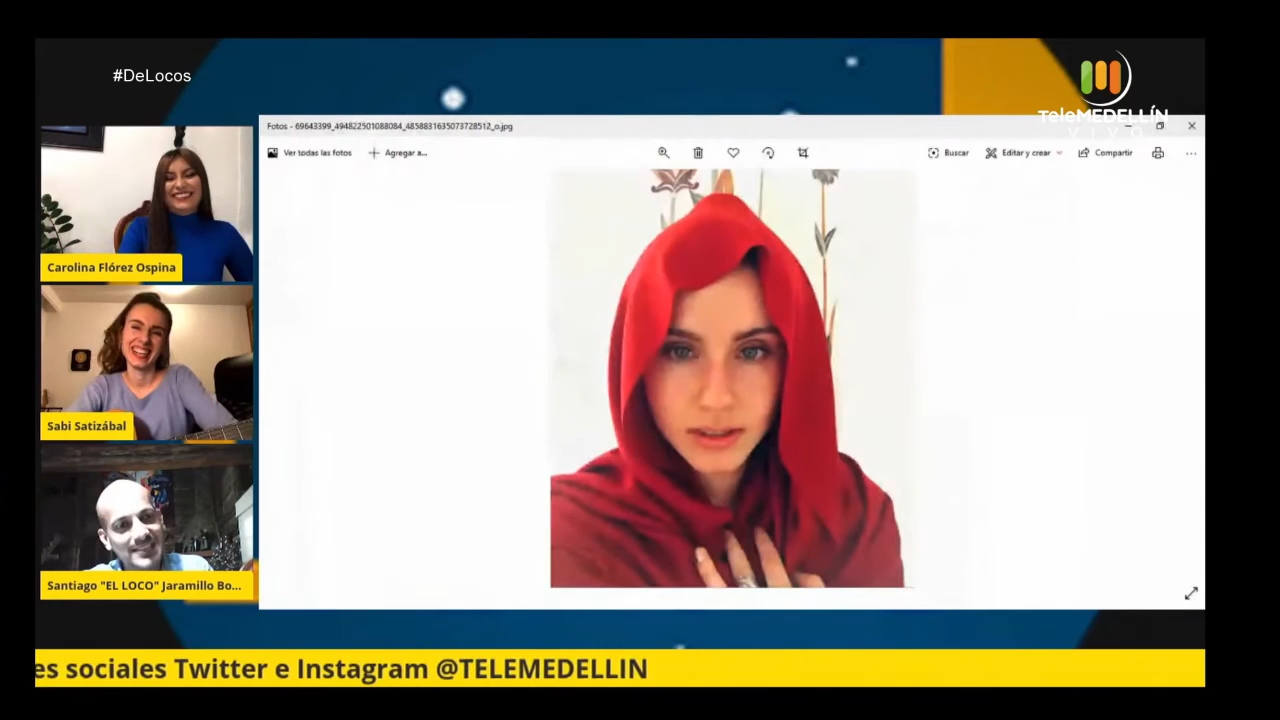 #DeLocos
TeleMEDELLÍN
VIVO
Fotos - 69643399_494822501088084_4858831635073728512_o.jpg
Ver todas las fotos
Agregar a...
Buscar
Editar y crear
Compartir
Carolina Flórez Ospina
Sabi Satizábal
Santiago "EL LOCO" Jaramillo Bo...
es sociales Twitter e Instagram @TELEMEDELLIN